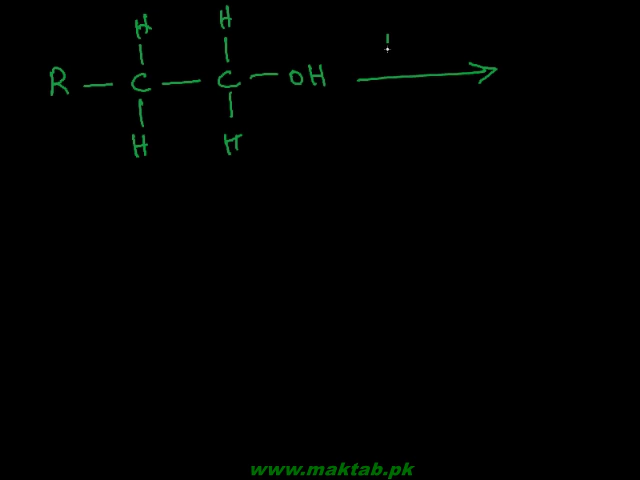 H H
R — C — C — OH →
H H
www.maktab.pk